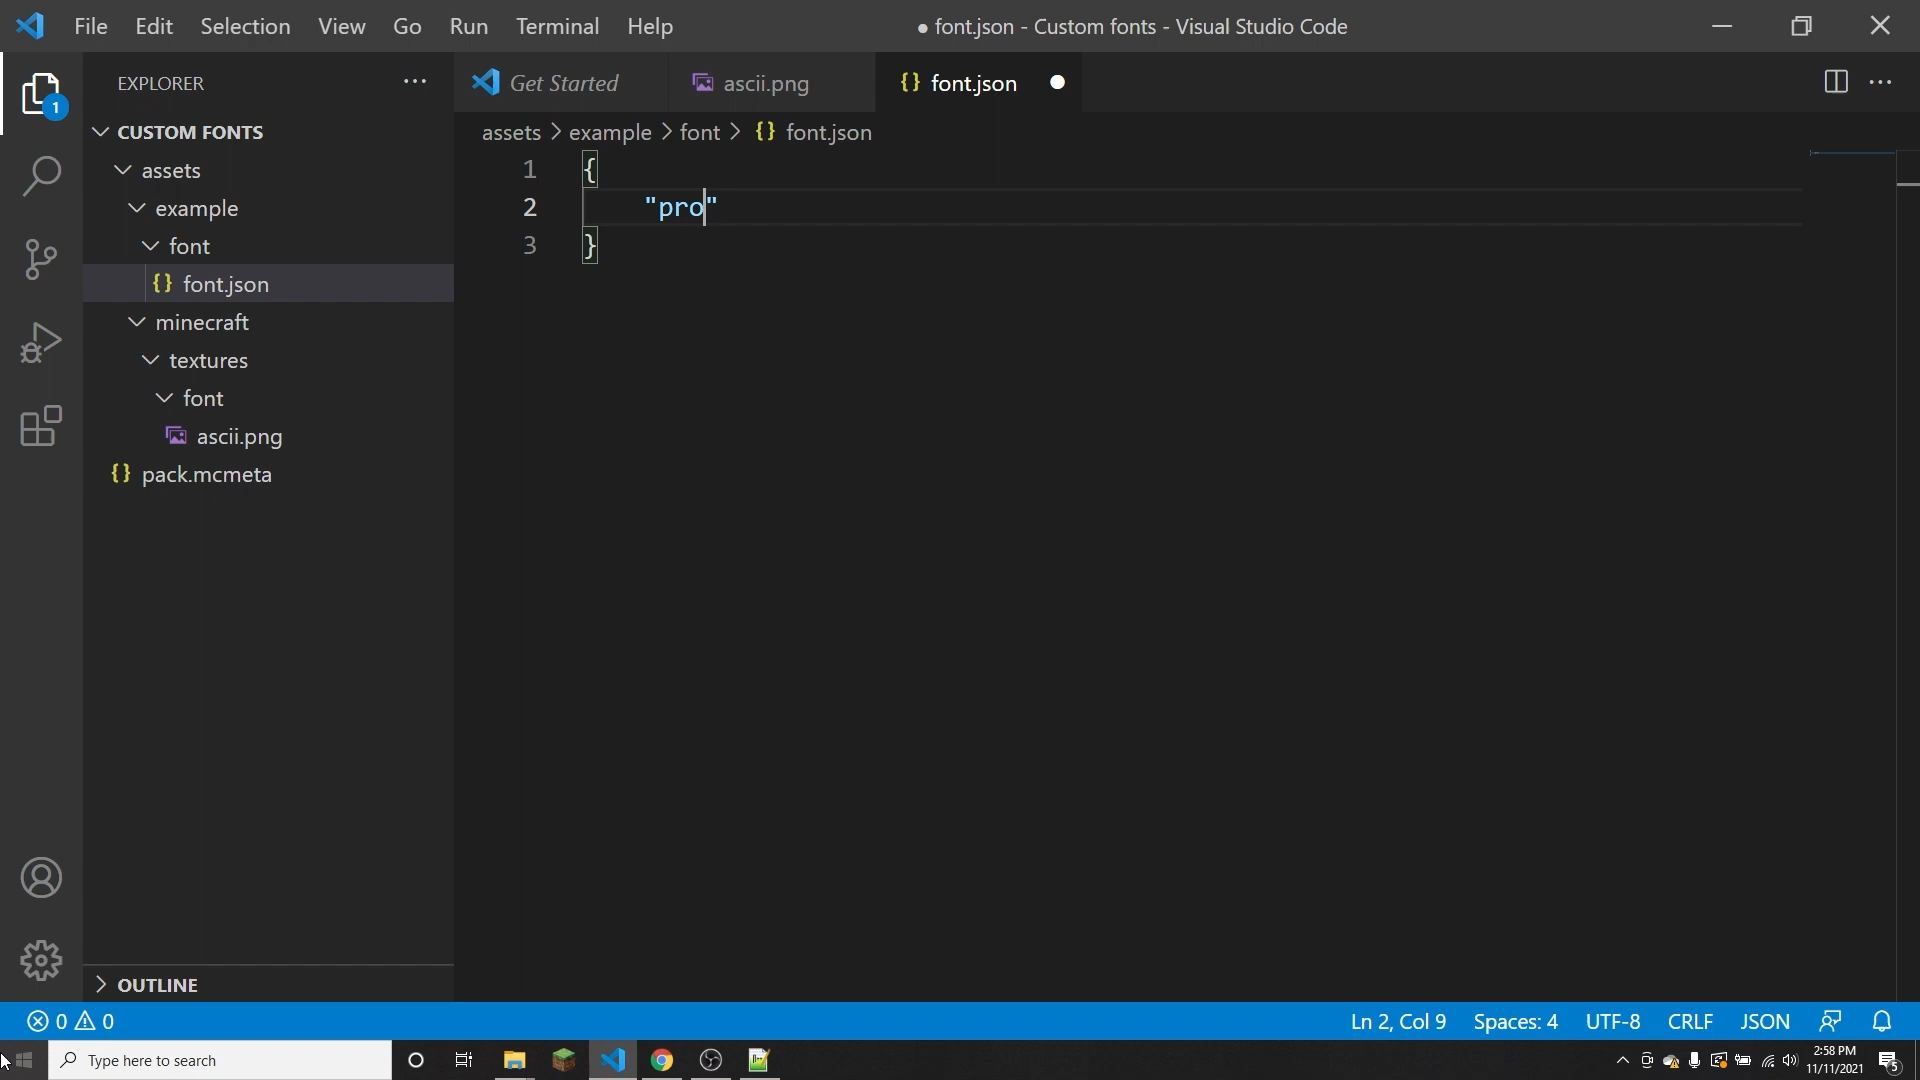 File Edit Selection View Go Run Terminal Help
● font.json - Custom fonts - Visual Studio Code
EXPLORER
Get Started
ascii.png
{} font.json
assets > example > font > {} font.json
CUSTOM FONTS
assets
example
font
{} font.json
minecraft
textures
font
ascii.png
{} pack.mcmeta
1 {
2 "pro"
3 }
1
OUTLINE
0 0
Ln 2, Col 9 Spaces: 4 UTF-8 CRLF JSON
Type here to search
2:58 PM
11/11/2021
5